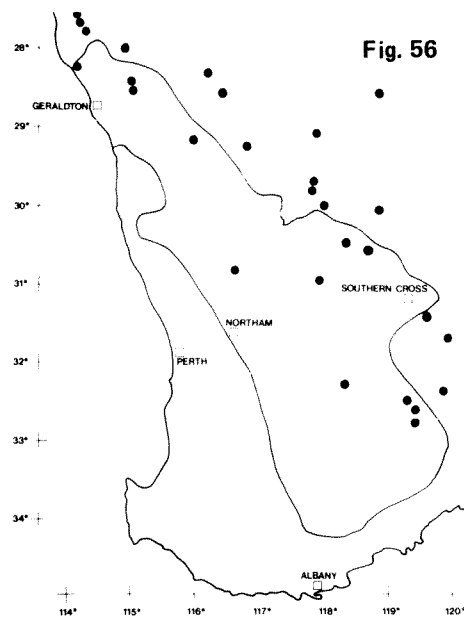 Fig. 56
28°
GERALDTON
29°
30°
31°
SOUTHERN CROSS
NORTHAM
32°
PERTH
33°
34°
ALBANY
114° 115° 116° 117° 118° 119° 120°